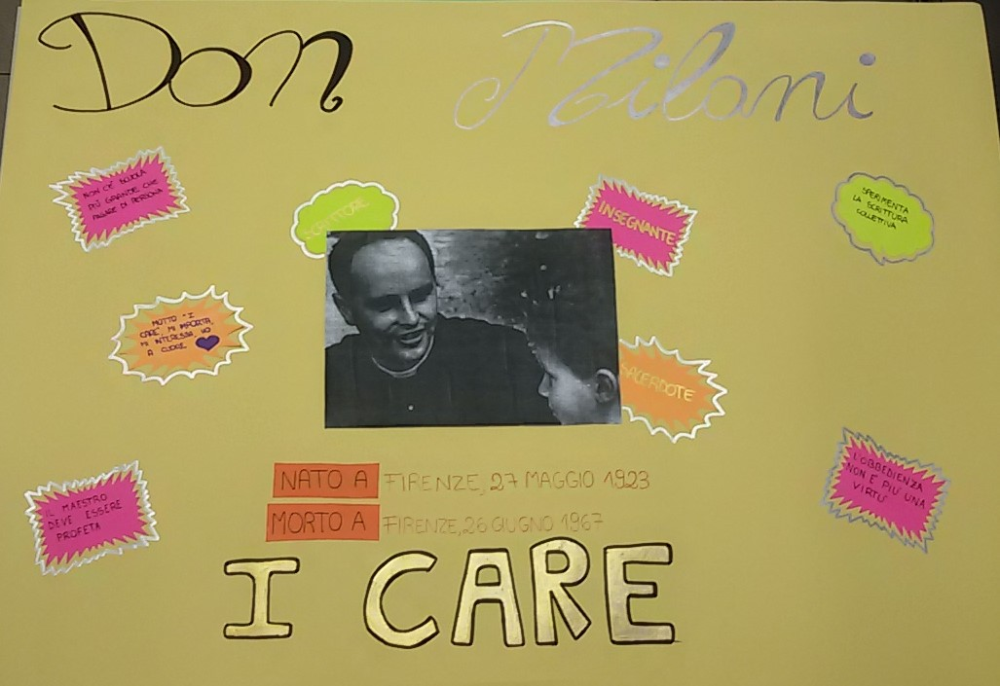 Don Milani
NON C'È SCUOLA
PIÙ GRANDE CHE
PAGARE DI PERSONA
SCRITTORE
INSEGNANTE
SPERIMENTA
LA SCRITTURA
COLLETTIVA
MOTTO "I
CARE", MI IMPORTA,
MI INTERESSA, HO
A CUORE
SACERDOTE
IL MAESTRO
DEVE ESSERE
PROFETA
L'OBBEDIENZA
NON È PIÙ UNA
VIRTÙ
NATO A FIRENZE, 27 MAGGIO 1923
MORTO A FIRENZE, 26 GIUGNO 1967
I CARE